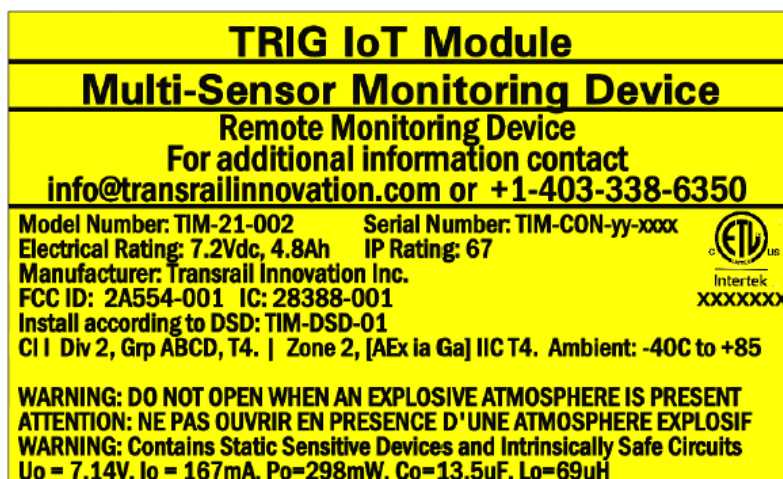 TRIG IoT Module
Multi-Sensor Monitoring Device
Remote Monitoring Device
For additional information contact
info@transrailinnovation.com or +1-403-338-6350
Model Number: TIM-21-002 Serial Number: TIM-CON-yy-xxxx
Electrical Rating: 7.2Vdc, 4.8Ah IP Rating: 67
Manufacturer: Transrail Innovation Inc.
FCC ID: 2A554-001 IC: 28388-001
Install according to DSD: TIM-DSD-01
C ETL US
Intertek
XXXXXXX
Cl I Div 2, Grp ABCD, T4. | Zone 2, [AEx ia Ga] IIC T4. Ambient: -40C to +85
WARNING: DO NOT OPEN WHEN AN EXPLOSIVE ATMOSPHERE IS PRESENT
ATTENTION: NE PAS OUVRIR EN PRESENCE D'UNE ATMOSPHERE EXPLOSIF
WARNING: Contains Static Sensitive Devices and Intrinsically Safe Circuits
Uo = 7.14V, Io = 167mA, Po=298mW, Co=13.5uF, Lo=69uH